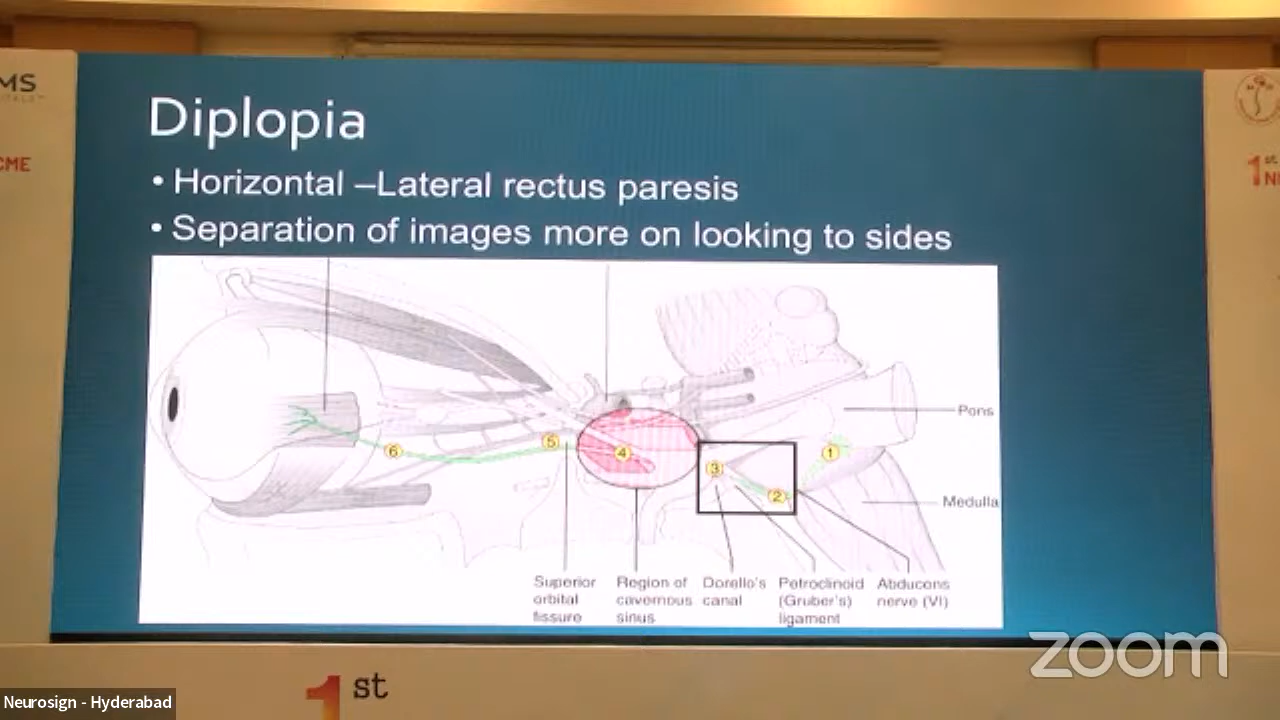 MS
CME
Diplopia
• Horizontal –Lateral rectus paresis
• Separation of images more on looking to sides
1st
6
5
4
3
2
1
Pons
Medulla
Superior
orbital
fissure
Region of
cavernous
sinus
Dorello's
canal
Petroclinoid
(Gruber's)
ligament
Abducens
nerve (VI)
zoom
1st
Neurosign - Hyderabad